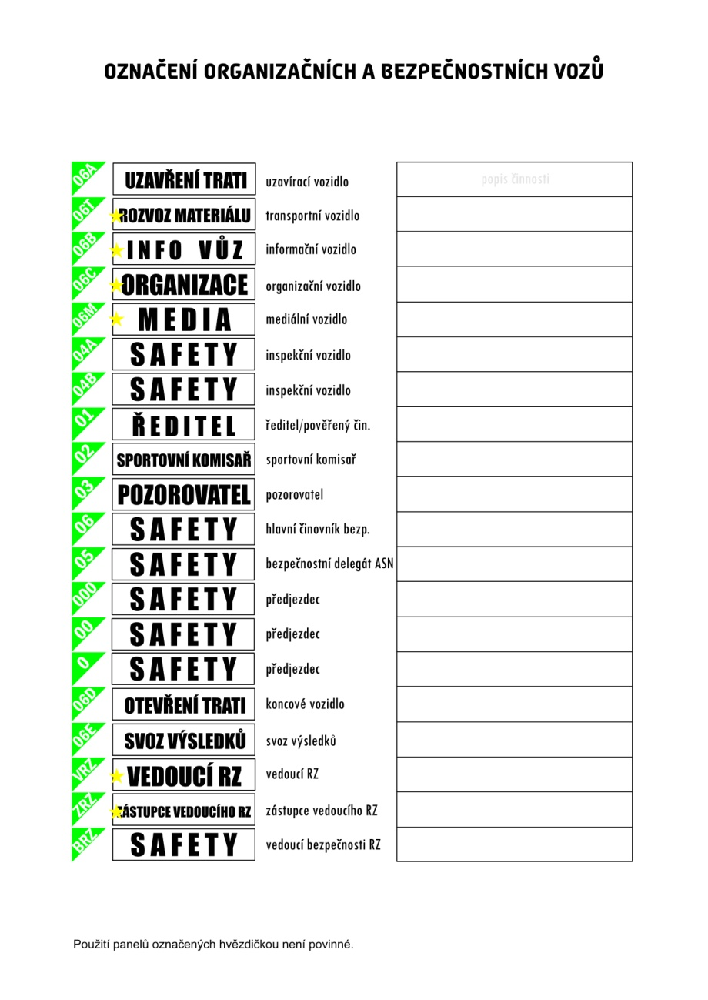 OZNAČENÍ ORGANIZAČNÍCH A BEZPEČNOSTNÍCH VOZŮ
06A UZAVŘENÍ TRATI uzavírací vozidlo popis činnosti
06T ROZVOZ MATERIÁLU transportní vozidlo
06B INFO VŮZ informační vozidlo
06C ORGANIZACE organizační vozidlo
06M MEDIA mediální vozidlo
04A SAFETY inspekční vozidlo
04B SAFETY inspekční vozidlo
01 ŘEDITEL ředitel/pověřený čin.
02 SPORTOVNÍ KOMISAŘ sportovní komisař
03 POZOROVATEL pozorovatel
06 SAFETY hlavní činovník bezp.
05 SAFETY bezpečnostní delegát ASN
000 SAFETY předjezdec
00 SAFETY předjezdec
0 SAFETY předjezdec
06D OTEVŘENÍ TRATI koncové vozidlo
06E SVOZ VÝSLEDKŮ svoz výsledků
VRZ VEDOUCÍ RZ vedoucí RZ
ZRZ ZÁSTUPCE VEDOUCÍHO RZ zástupce vedoucího RZ
BRZ SAFETY vedoucí bezpečnosti RZ
Použití panelů označených hvězdičkou není povinné.